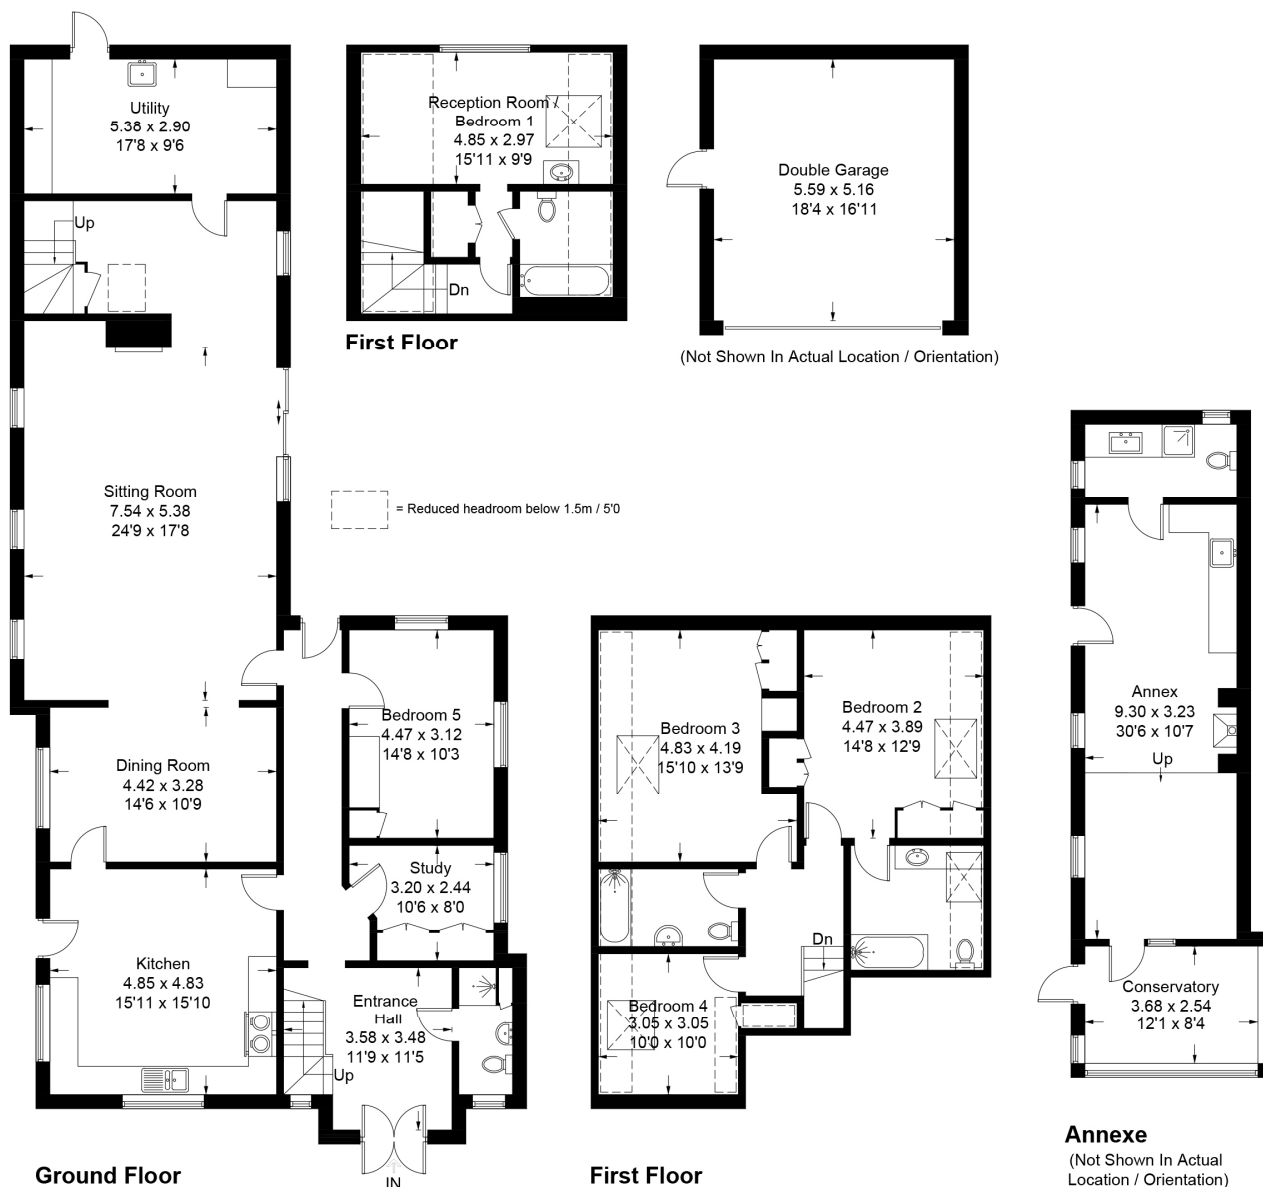 Utility
5.38 x 2.90
17'8 x 9'6
Up
Sitting Room
7.54 x 5.38
24'9 x 17'8
Dining Room
4.42 x 3.28
14'6 x 10'9
Kitchen
4.85 x 4.83
15'11 x 15'10
Bedroom 5
4.47 x 3.12
14'8 x 10'3
Study
3.20 x 2.44
10'6 x 8'0
Entrance
Hall
3.58 x 3.48
11'9 x 11'5
Up
IN
Ground Floor
Reception Room /
Bedroom 1
4.85 x 2.97
15'11 x 9'9
Dn
First Floor
Double Garage
5.59 x 5.16
18'4 x 16'11
(Not Shown In Actual Location / Orientation)
= Reduced headroom below 1.5m / 5'0
Bedroom 3
4.83 x 4.19
15'10 x 13'9
Bedroom 2
4.47 x 3.89
14'8 x 12'9
Dn
Bedroom 4
3.05 x 3.05
10'0 x 10'0
First Floor
Annex
9.30 x 3.23
30'6 x 10'7
Up
Conservatory
3.68 x 2.54
12'1 x 8'4
Annexe
(Not Shown In Actual
Location / Orientation)